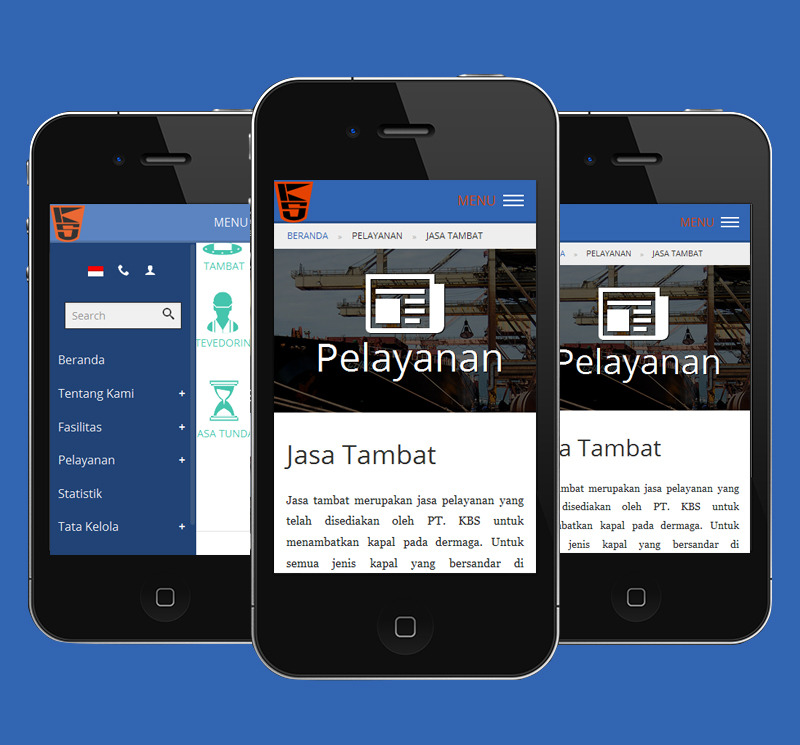 MENU
TAMBAT
Search
TEVEDORIN
Beranda
Tentang Kami +
ASA TUNDA
Fasilitas +
Pelayanan +
Statistik
Tata Kelola +
MENU
BERANDA » PELAYANAN » JASA TAMBAT
Pelayanan
Jasa Tambat
Jasa tambat merupakan jasa pelayanan yang
telah disediakan oleh PT. KBS untuk
menambatkan kapal pada dermaga. Untuk
semua jenis kapal yang bersandar di
MENU
A » PELAYANAN » JASA TAMBAT
Pelayanan
a Tambat
mbat merupakan jasa pelayanan yang
disediakan oleh PT. KBS untuk
batkan kapal pada dermaga. Untuk
jenis kapal yang bersandar di